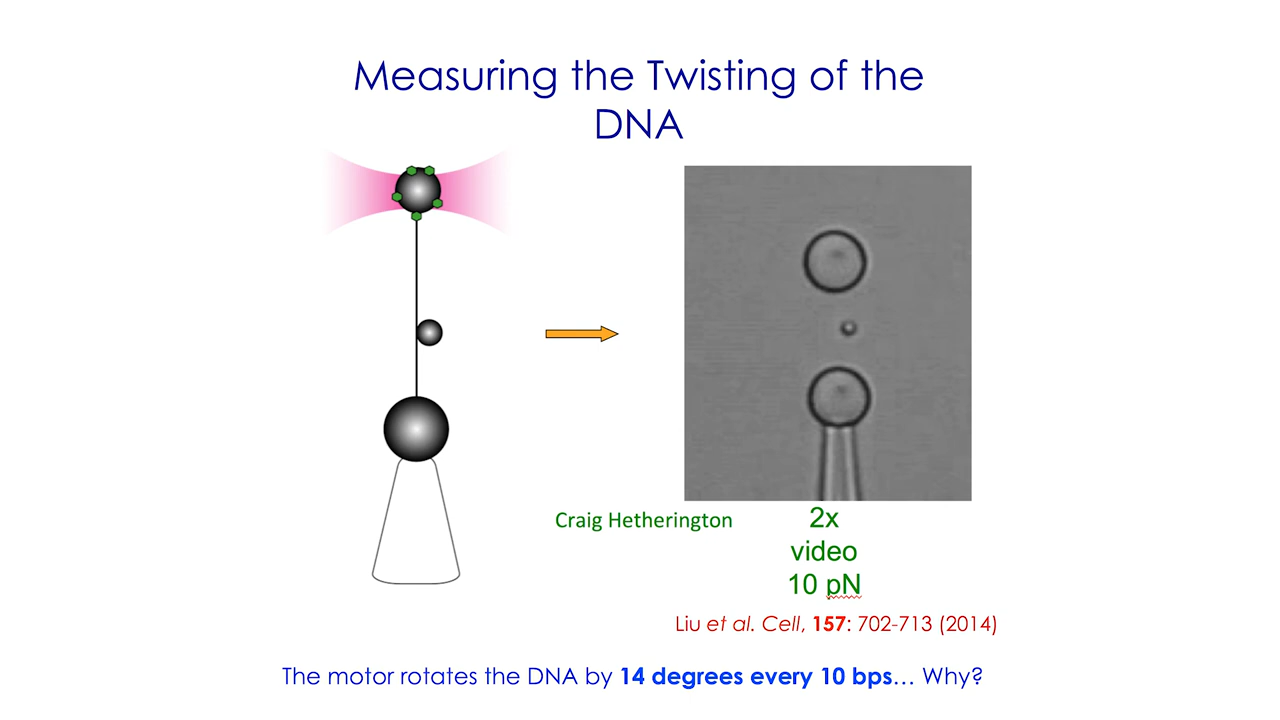 Measuring the Twisting of the
DNA
Craig Hetherington
2x
video
10 pN
Liu et al. Cell, 157: 702-713 (2014)
The motor rotates the DNA by 14 degrees every 10 bps... Why?